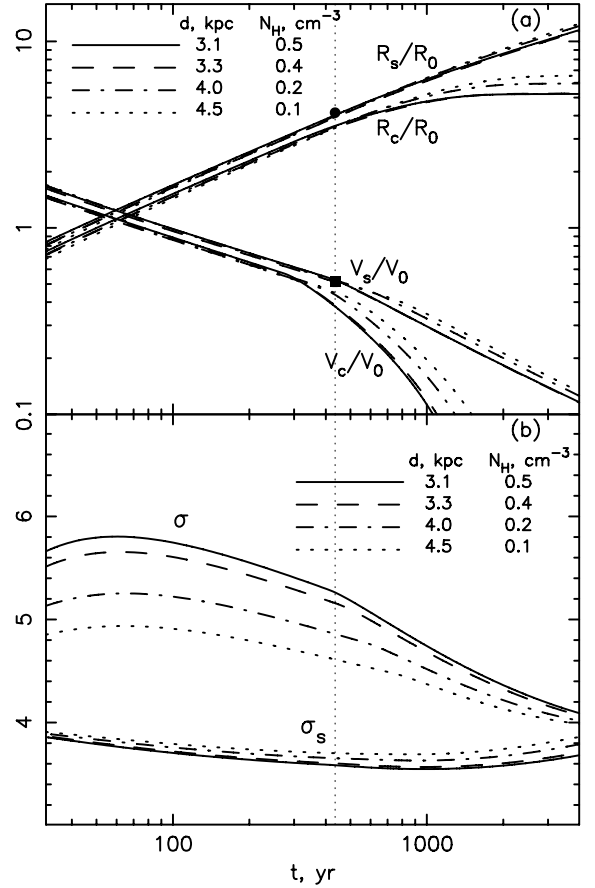 (a)
d, kpc N_H, cm^-3
3.1 0.5
3.3 0.4
4.0 0.2
4.5 0.1
R_s/R_0
R_c/R_0
V_s/V_0
V_c/V_0
10
1
0.1
(b)
d, kpc N_H, cm^-3
3.1 0.5
3.3 0.4
4.0 0.2
4.5 0.1
σ
σ_s
6
5
4
100 1000
t, yr